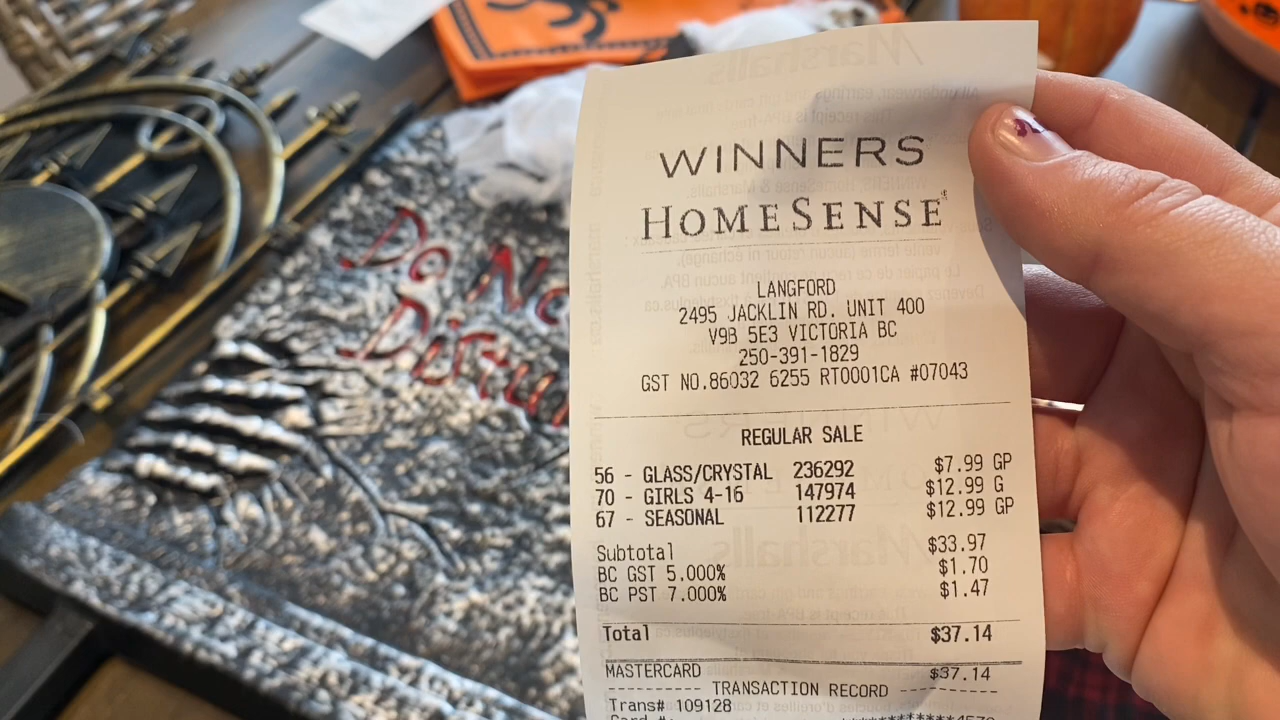 Do No
Distu
WINNERS
HOMESENSE
LANGFORD
2495 JACKLIN RD. UNIT 400
V9B 5E3 VICTORIA BC
250-391-1829
GST NO.86032 6255 RT0001CA #07043
REGULAR SALE
56 - GLASS/CRYSTAL 236292 $7.99 GP
70 - GIRLS 4-16 147974 $12.99 G
67 - SEASONAL 112277 $12.99 GP
Subtotal $33.97
BC GST 5.000% $1.70
BC PST 7.000% $1.47
Total $37.14
MASTERCARD $37.14
TRANSACTION RECORD
Trans# 109128